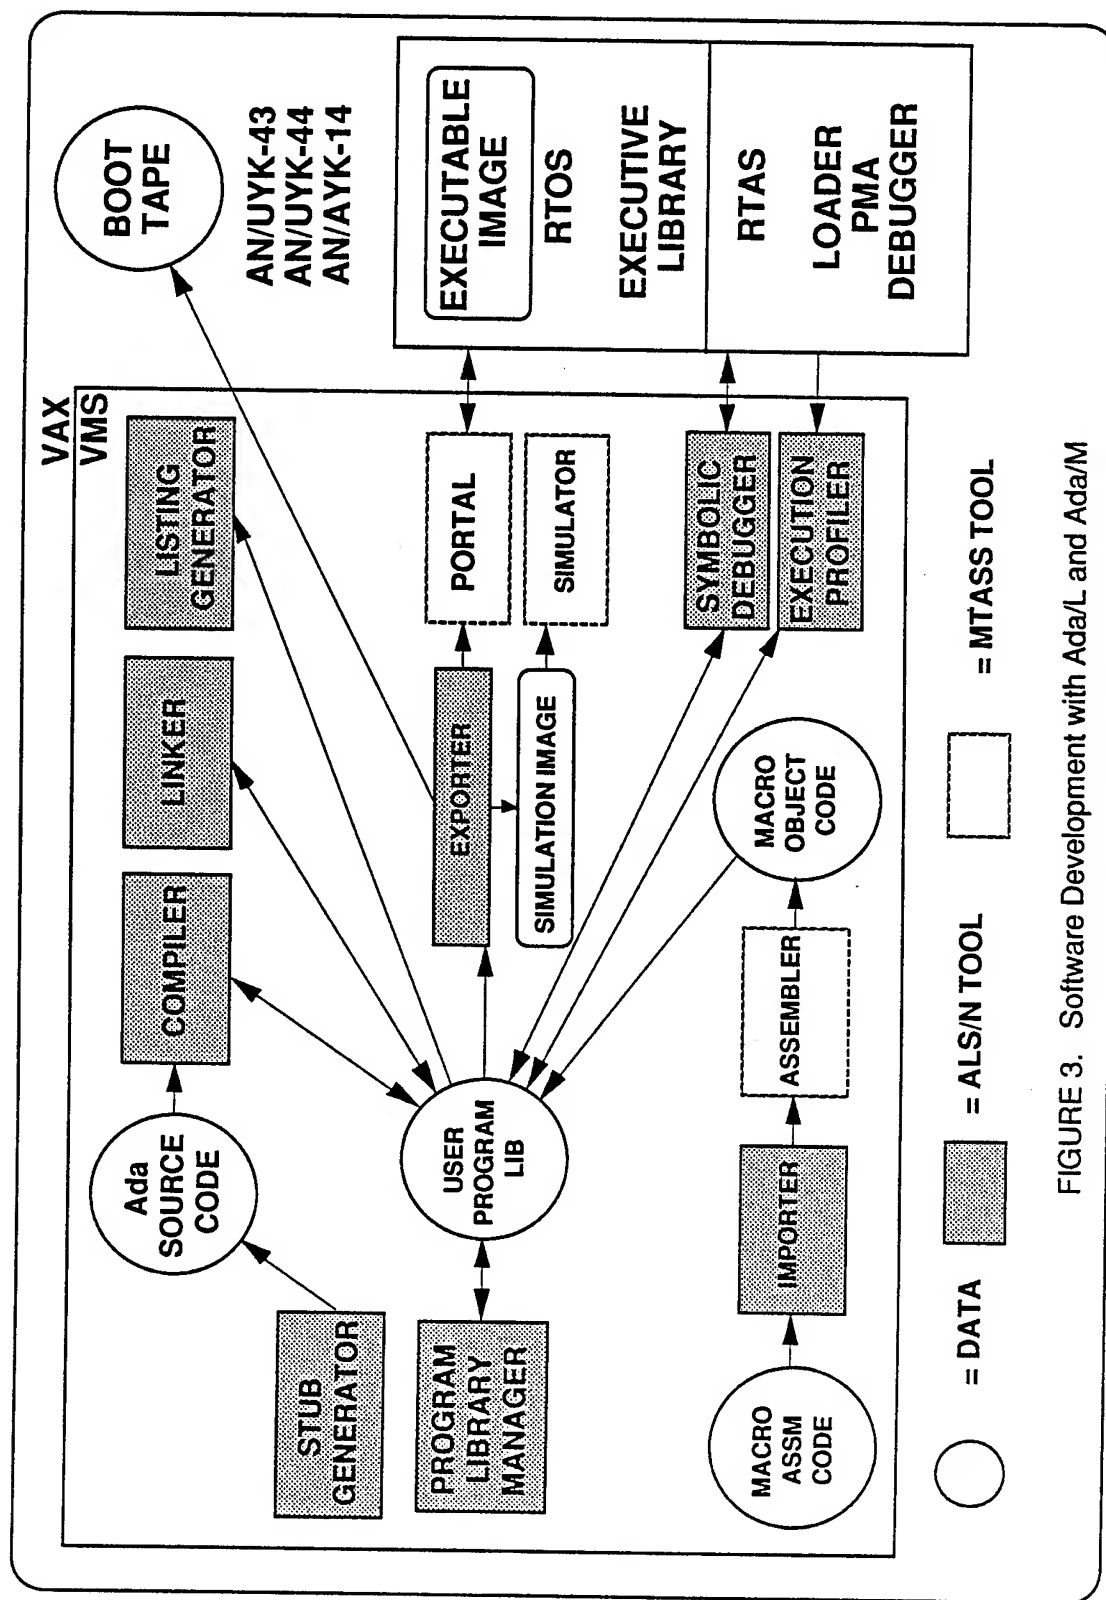 VAX
VMS
STUB
GENERATOR
Ada
SOURCE
CODE
COMPILER
LINKER
LISTING
GENERATOR
BOOT
TAPE
AN/UYK-43
AN/UYK-44
AN/AYK-14
PROGRAM
LIBRARY
MANAGER
USER
PROGRAM
LIB
EXPORTER
SIMULATION IMAGE
PORTAL
SIMULATOR
EXECUTABLE
IMAGE
RTOS
EXECUTIVE
LIBRARY
RTAS
LOADER
PMA
DEBUGGER
SYMBOLIC
DEBUGGER
EXECUTION
PROFILER
MACRO
ASSM
CODE
IMPORTER
ASSEMBLER
MACRO
OBJECT
CODE
= DATA
= ALS/N TOOL
= MTASS TOOL
FIGURE 3. Software Development with Ada/L and Ada/M